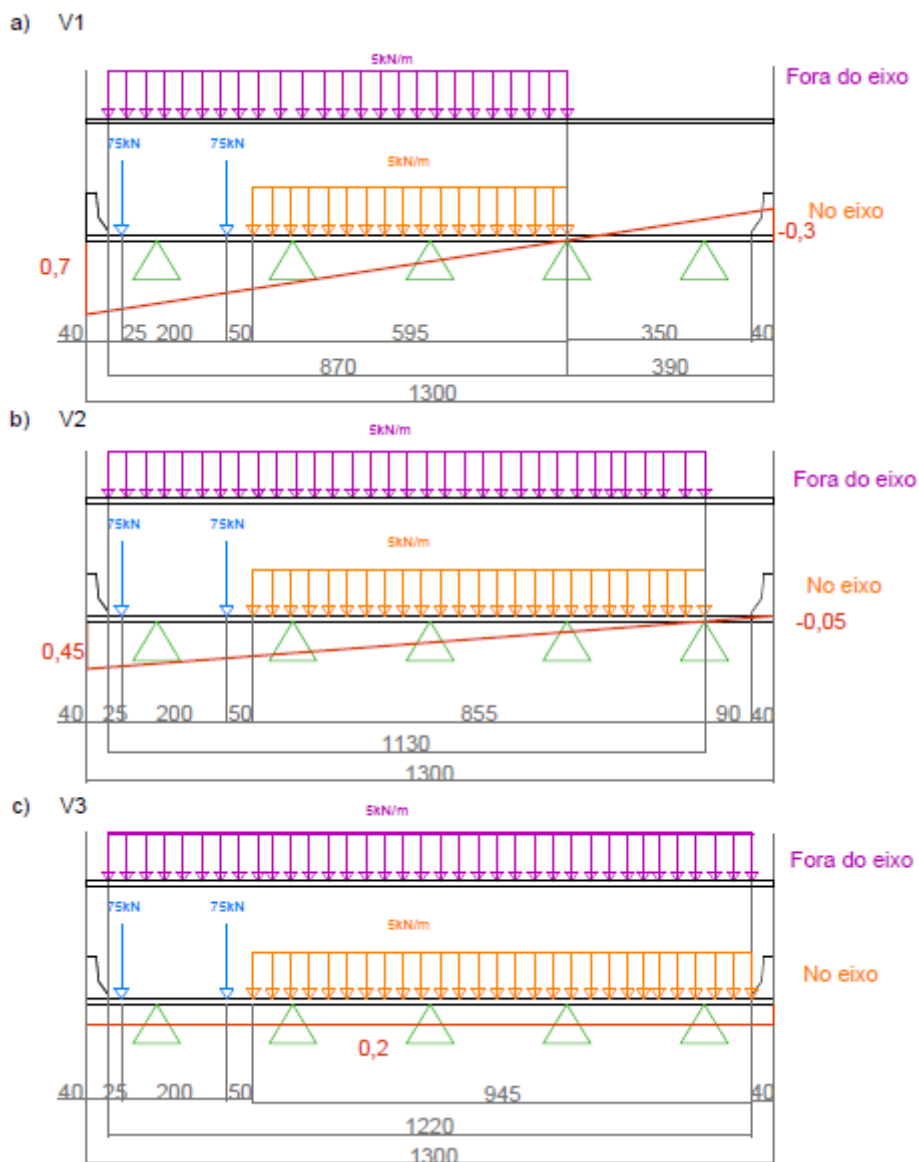 a) V1
5kN/m
Fora do eixo
75kN 75kN
5kN/m
No eixo
0,7
-0,3
40 25 200 50 595 350 40
870 390
1300
b) V2
5kN/m
Fora do eixo
75kN 75kN
5kN/m
No eixo
0,45
-0,05
40 25 200 50 855 90 40
1130
1300
c) V3
5kN/m
Fora do eixo
75kN 75kN
5kN/m
No eixo
0,2
40 25 200 50 945 40
1220
1300